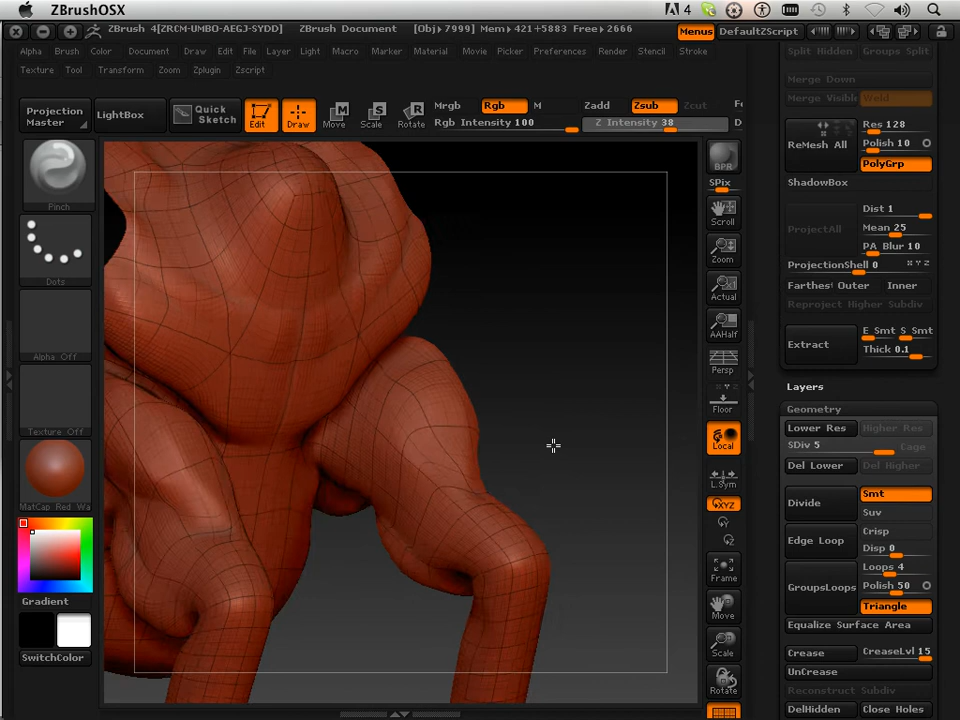 ZBrushOSX
4
ZBRUSH 4[ZRCM-UMBO-AEGJ-SYDD] ZBRUSH Document [Obj•7999] Mem•421+5883 Free•2666 Menus DefaultZScript
Alpha Brush Color Document Draw Edit File Layer Light Macro Marker Material Movie Picker Preferences Render Stencil Stroke
Texture Tool Transform Zoom Zplugin Zscript
Projection Master
LightBox
Quick Sketch
Edit
Draw
Move
Scale
Rotate
Mrgb Rgb M
Rgb Intensity 100
Zadd Zsub Zcut
Z Intensity 38
Pinch
Dots
Alpha Off
Texture Off
MatCap Red Wa
Gradient
SwitchColor
BPR
SPix
Scroll
Zoom
Actual
AAHalf
Persp
Floor
Local
L.Sym
XYZ
Frame
Move
Scale
Rotate
Split Hidden Groups Split
Merge Down
Merge Visible Weld
ReMesh All
Res 128
Polish 10
PolyGrp
ShadowBox
ProjectAll
Dist 1
Mean 25
PA Blur 10
ProjectionShell 0
Farthest Outer Inner
Reproject Higher Subdiv
Extract
E Smt S Smt
Thick 0.1
Layers
Geometry
Lower Res Higher Res
SDiv 5 Cage
Del Lower Del Higher
Divide
Smt
Suv
Edge Loop
Crisp
Disp 0
GroupsLoops
Loops 4
Polish 50
Triangle
Equalize Surface Area
Crease CreaseLvl 15
UnCrease
Reconstruct Subdiv
DelHidden Close Holes